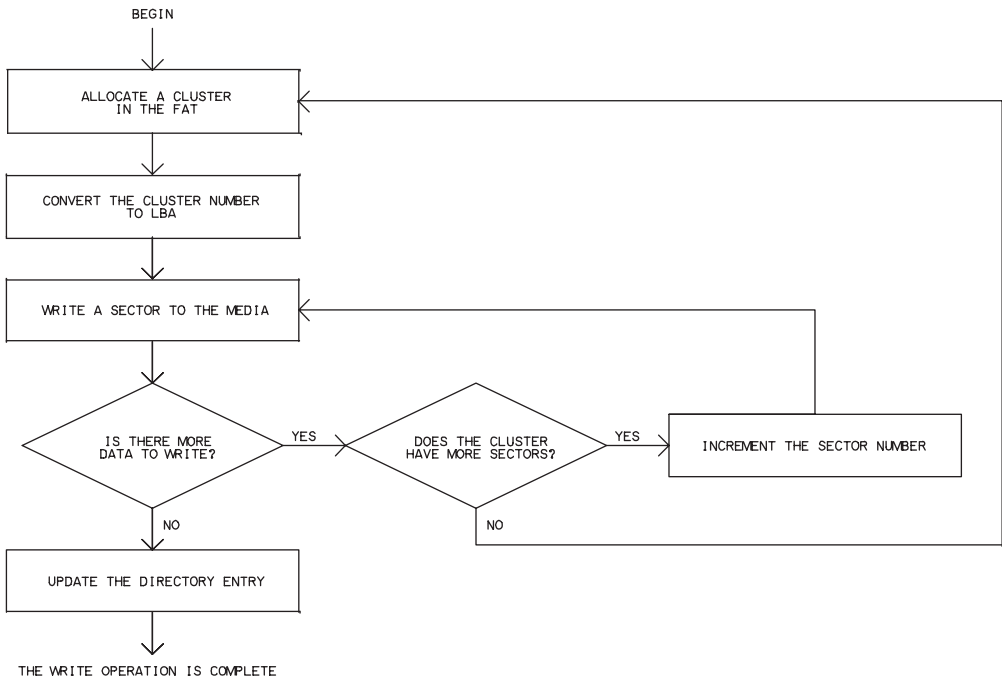 BEGIN
ALLOCATE A CLUSTER
IN THE FAT
CONVERT THE CLUSTER NUMBER
TO LBA
WRITE A SECTOR TO THE MEDIA
IS THERE MORE
DATA TO WRITE?
YES
DOES THE CLUSTER
HAVE MORE SECTORS?
YES
INCREMENT THE SECTOR NUMBER
NO
NO
UPDATE THE DIRECTORY ENTRY
THE WRITE OPERATION IS COMPLETE